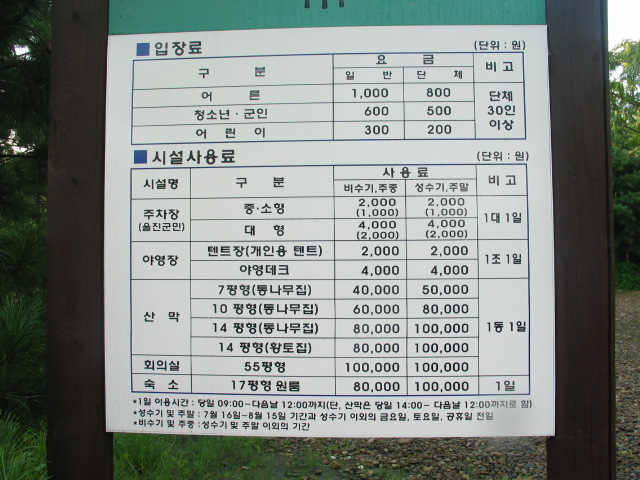 ■ 입장료 (단위 : 원)
구 분 요 금 비 고
일 반 단 체
어 른 1,000 800 단체 30인 이상
청소년·군인 600 500
어 린 이 300 200
■ 시설사용료 (단위 : 원)
시설명 구 분 사 용 료 비 고
비수기,주중 성수기,주말
주차장 (울진군민) 중·소형 2,000 (1,000) 2,000 (1,000) 1대 1일
대 형 4,000 (2,000) 4,000 (2,000)
야영장 텐트장(개인용 텐트) 2,000 2,000 1조 1일
야영데크 4,000 4,000
산 막 7평형(통나무집) 40,000 50,000 1동 1일
10 평형(통나무집) 60,000 80,000
14 평형(통나무집) 80,000 100,000
14 평형(황토집) 80,000 100,000
회의실 55평형 100,000 100,000
숙 소 17평형 원룸 80,000 100,000 1일
*1일 이용시간 : 당일 09:00~다음날 12:00까지(단, 산막은 당일 14:00~ 다음날 12:00까지로 함)
*성수기 및 주말 : 7월 16일~8월 15일 기간과 성수기 이외의 금요일, 토요일, 공휴일 전일
*비수기 및 주중 : 성수기 및 주말 이외의 기간